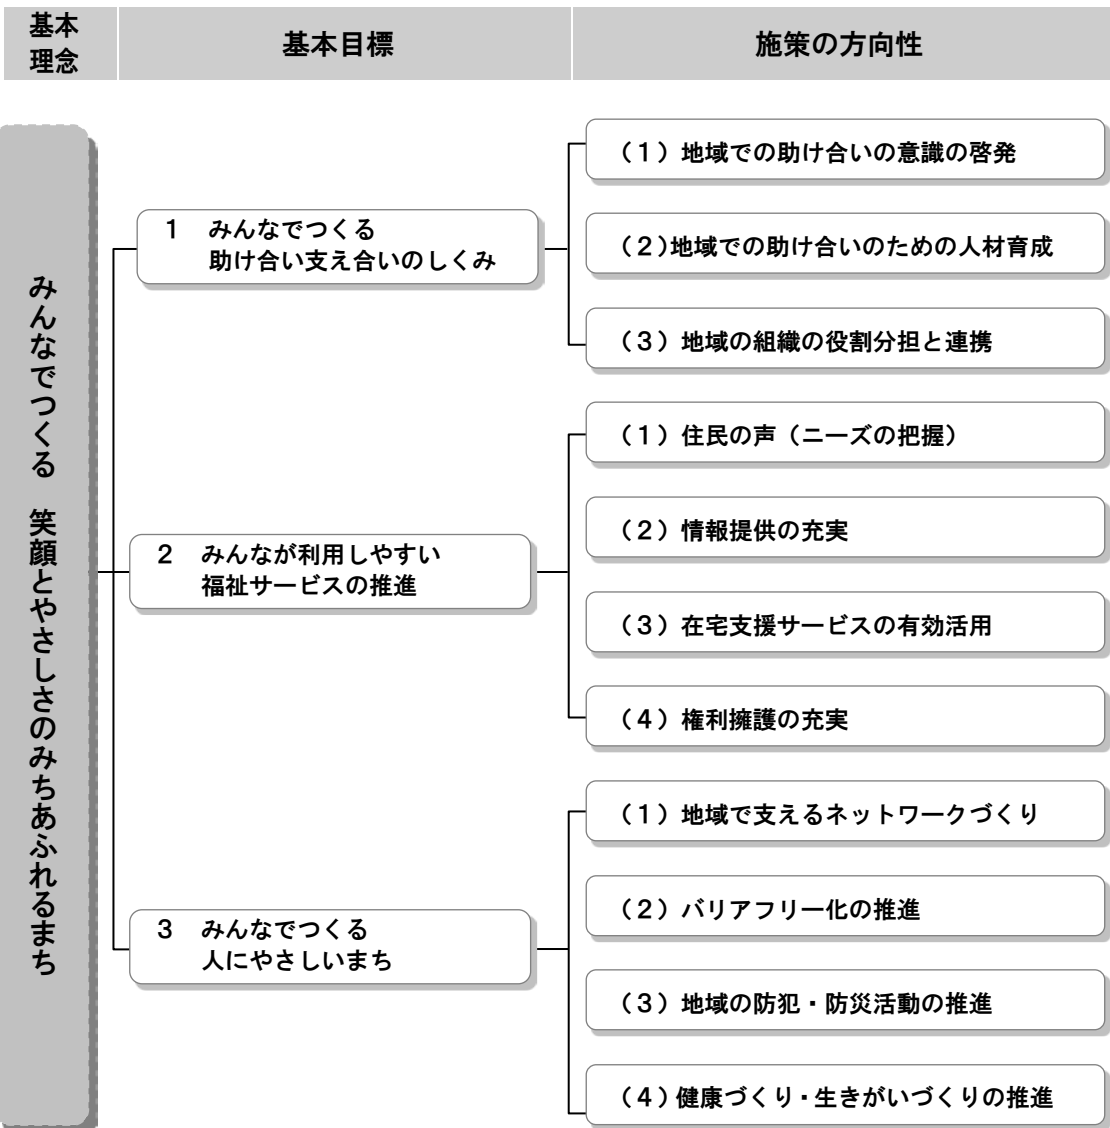 基本
理念
基本目標
施策の方向性
みんなでつくる　笑顔とやさしさのみちあふれるまち
1　みんなでつくる
助け合い支え合いのしくみ
（1）地域での助け合いの意識の啓発
（2）地域での助け合いのための人材育成
（3）地域の組織の役割分担と連携
2　みんなが利用しやすい
福祉サービスの推進
（1）住民の声（ニーズの把握）
（2）情報提供の充実
（3）在宅支援サービスの有効活用
（4）権利擁護の充実
3　みんなでつくる
人にやさしいまち
（1）地域で支えるネットワークづくり
（2）バリアフリー化の推進
（3）地域の防犯・防災活動の推進
（4）健康づくり・生きがいづくりの推進